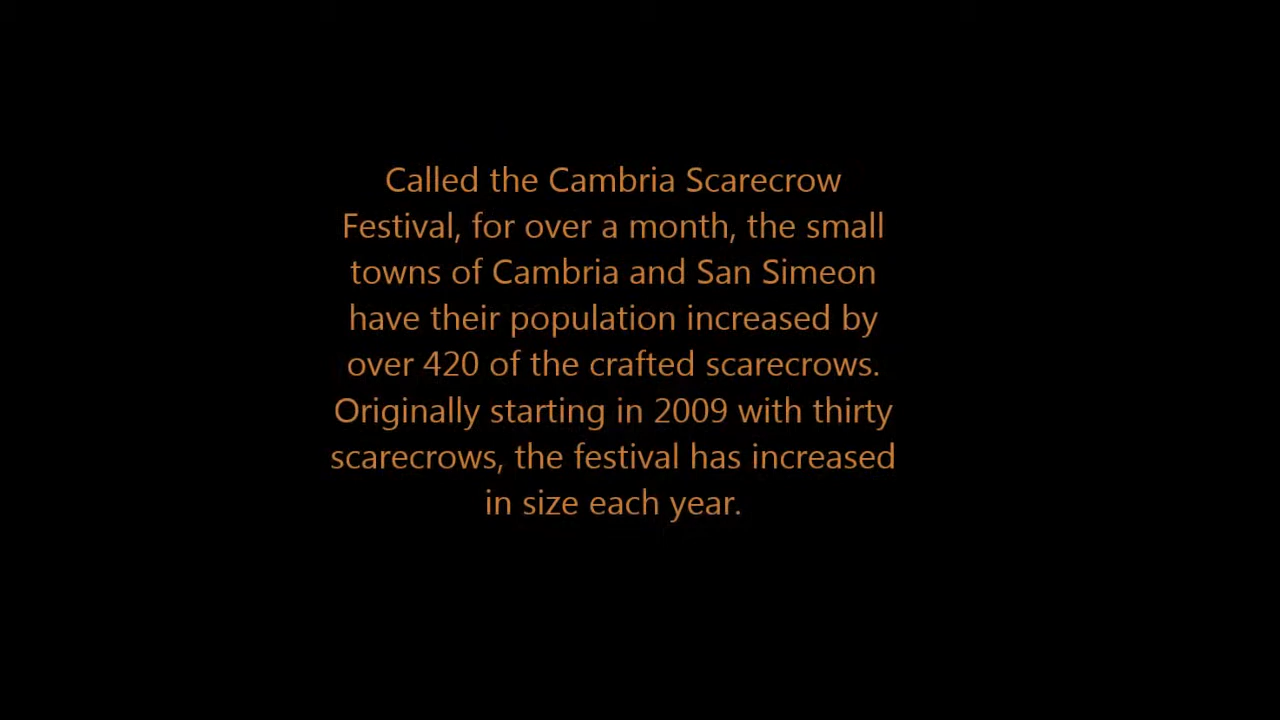 Called the Cambria Scarecrow
Festival, for over a month, the small
towns of Cambria and San Simeon
have their population increased by
over 420 of the crafted scarecrows.
Originally starting in 2009 with thirty
scarecrows, the festival has increased
in size each year.